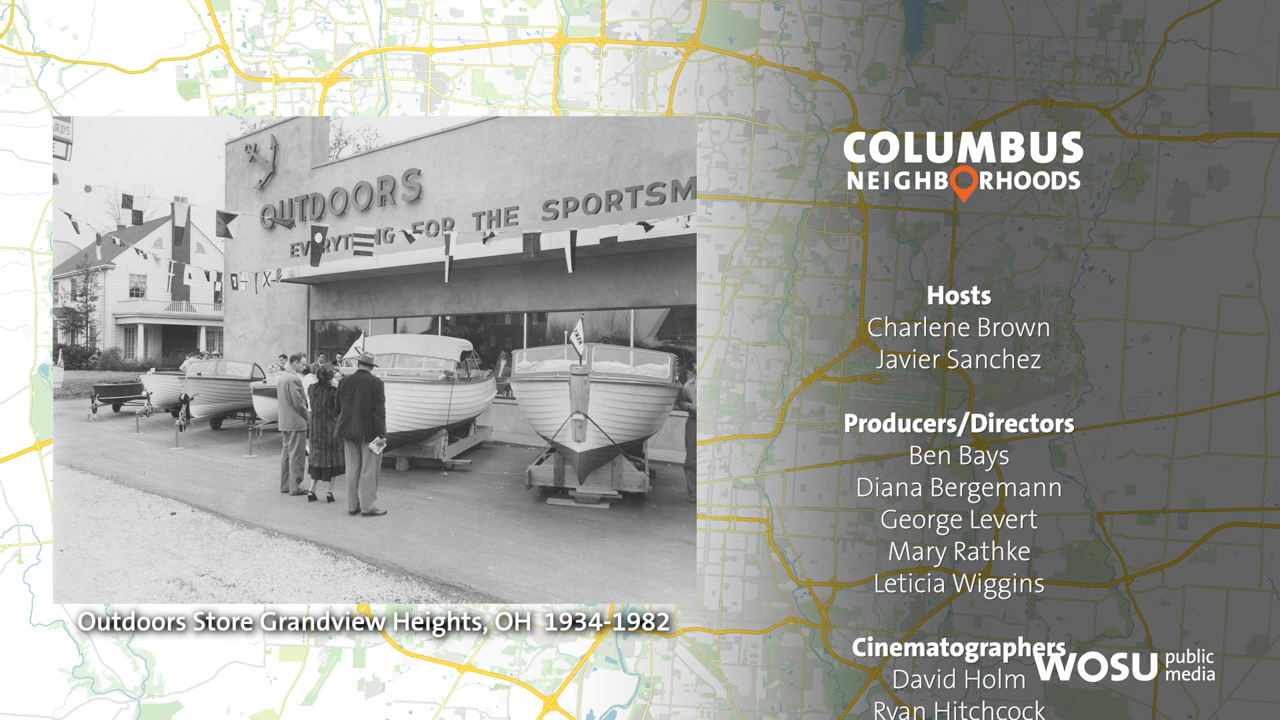 ARDS
OUTDOORS
EVERYTHING FOR THE SPORTSM
Outdoors Store Grandview Heights, OH 1934-1982
COLUMBUS
NEIGHBORHOODS
Hosts
Charlene Brown
Javier Sanchez
Producers/Directors
Ben Bays
Diana Bergemann
George Levert
Mary Rathke
Leticia Wiggins
Cinematographers
David Holm
Ryan Hitchcock
WOSU public media